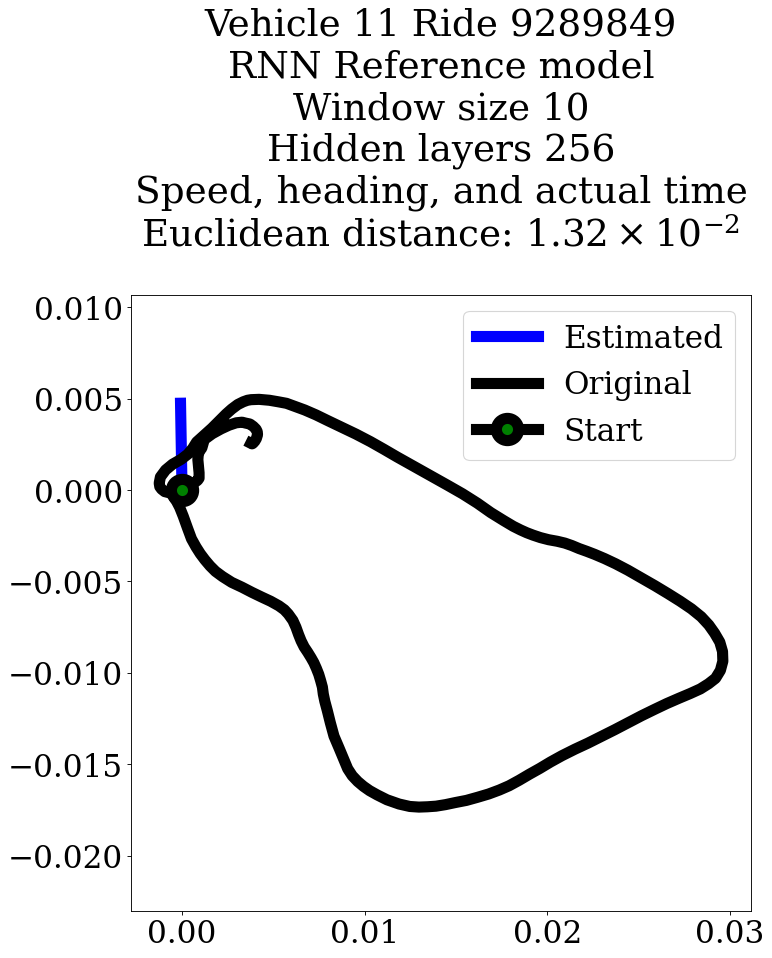 Vehicle 11 Ride 9289849
RNN Reference model
Window size 10
Hidden layers 256
Speed, heading, and actual time
Euclidean distance: 1.32 × 10⁻²
Estimated
Original
Start
0.010
0.005
0.000
−0.005
−0.010
−0.015
−0.020
0.00
0.01
0.02
0.03